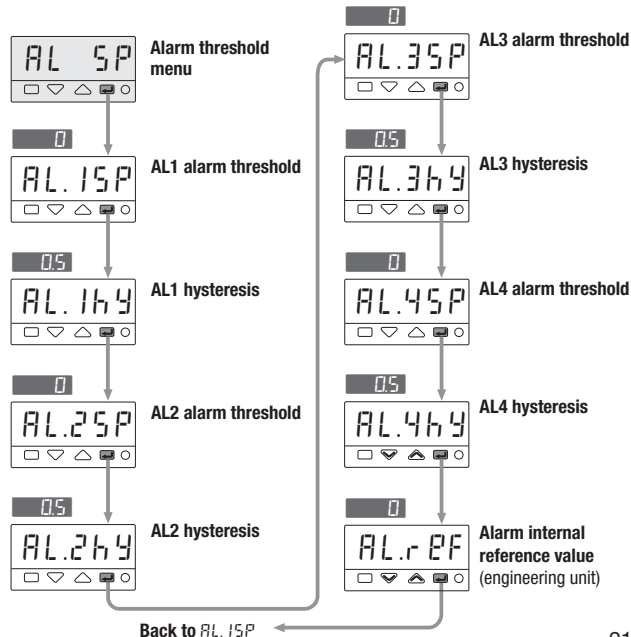 AL SP
Alarm threshold
menu
0
AL.1SP
AL1 alarm threshold
0.5
AL.1hY
AL1 hysteresis
0
AL.2SP
AL2 alarm threshold
0.5
AL.2hY
AL2 hysteresis
0
AL.3SP
AL3 alarm threshold
0.5
AL.3hY
AL3 hysteresis
0
AL.4SP
AL4 alarm threshold
0.5
AL.4hY
AL4 hysteresis
0
AL.rEF
Alarm internal
reference value
(engineering unit)
Back to AL.1SP